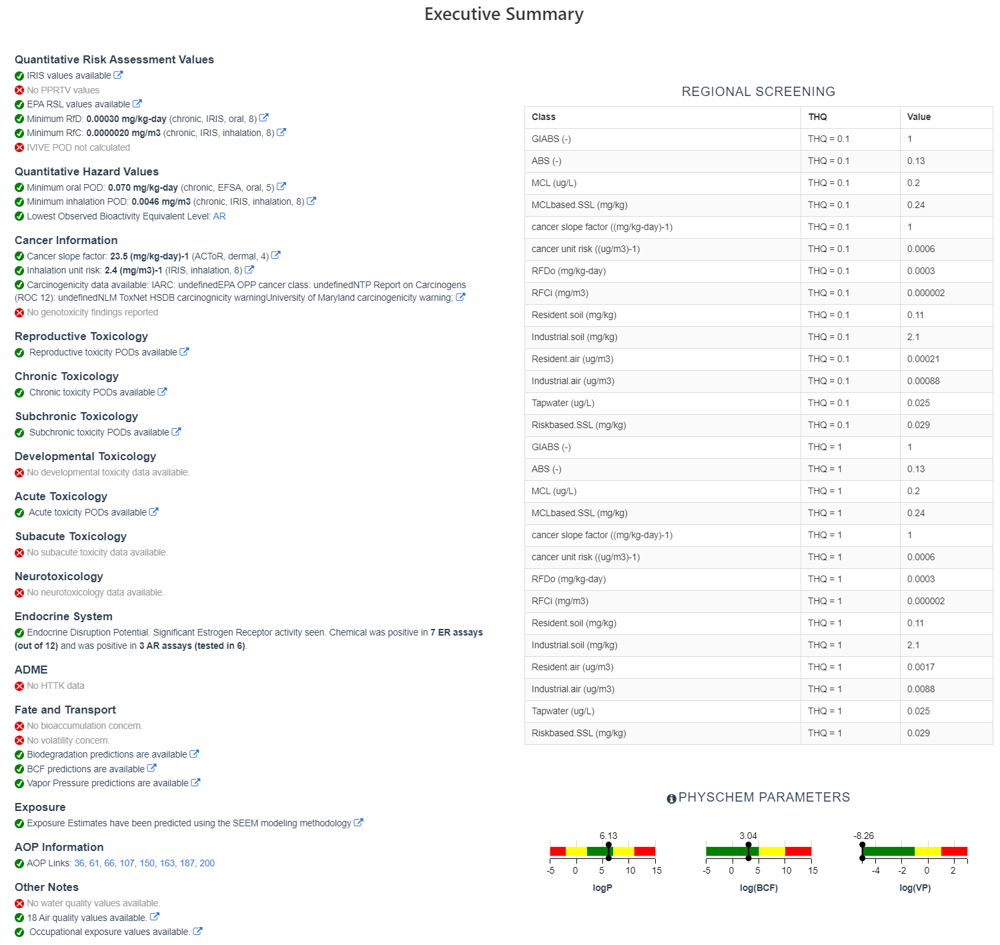 Executive Summary
Quantitative Risk Assessment Values
IRIS values available
No PPRTV values
EPA RSL values available
Minimum RfD: 0.00030 mg/kg-day (chronic, IRIS, oral, 8)
Minimum RfC: 0.0000020 mg/m3 (chronic, IRIS, inhalation, 8)
IVIVE POD not calculated
Quantitative Hazard Values
Minimum oral POD: 0.070 mg/kg-day (chronic, EFSA, oral, 5)
Minimum inhalation POD: 0.0046 mg/m3 (chronic, IRIS, inhalation, 8)
Lowest Observed Bioactivity Equivalent Level: AR
Cancer Information
Cancer slope factor: 23.5 (mg/kg-day)-1 (ACToR, dermal, 4)
Inhalation unit risk: 2.4 (mg/m3)-1 (IRIS, inhalation, 8)
Carcinogenicity data available: IARC: undefinedEPA OPP cancer class: undefinedNTP Report on Carcinogens
(ROC 12): undefinedNLM ToxNet HSDB carcinognicity warningUniversity of Maryland carcinogenicity warning;
No genotoxicity findings reported
Reproductive Toxicology
Reproductive toxicity PODs available
Chronic Toxicology
Chronic toxicity PODs available
Subchronic Toxicology
Subchronic toxicity PODs available
Developmental Toxicology
No developmental toxicity data available.
Acute Toxicology
Acute toxicity PODs available
Subacute Toxicology
No subacute toxicity data available.
Neurotoxicology
No neurotoxicology data available.
Endocrine System
Endocrine Disruption Potential. Significant Estrogen Receptor activity seen. Chemical was positive in 7 ER assays
(out of 12) and was positive in 3 AR assays (tested in 6).
ADME
No HTTK data
Fate and Transport
No bioaccumulation concern.
No volatility concern.
Biodegradation predictions are available
BCF predictions are available
Vapor Pressure predictions are available
Exposure
Exposure Estimates have been predicted using the SEEM modeling methodology
AOP Information
AOP Links: 36, 61, 66, 107, 150, 163, 187, 200
Other Notes
No water quality values available.
18 Air quality values available.
Occupational exposure values available.
REGIONAL SCREENING
Class THQ Value
GIABS (-) THQ = 0.1 1
ABS (-) THQ = 0.1 0.13
MCL (ug/L) THQ = 0.1 0.2
MCLbased.SSL (mg/kg) THQ = 0.1 0.24
cancer slope factor ((mg/kg-day)-1) THQ = 0.1 1
cancer unit risk ((ug/m3)-1) THQ = 0.1 0.0006
RFDo (mg/kg-day) THQ = 0.1 0.0003
RFCi (mg/m3) THQ = 0.1 0.000002
Resident.soil (mg/kg) THQ = 0.1 0.11
Industrial.soil (mg/kg) THQ = 0.1 2.1
Resident.air (ug/m3) THQ = 0.1 0.00021
Industrial.air (ug/m3) THQ = 0.1 0.00088
Tapwater (ug/L) THQ = 0.1 0.025
Riskbased.SSL (mg/kg) THQ = 0.1 0.029
GIABS (-) THQ = 1 1
ABS (-) THQ = 1 0.13
MCL (ug/L) THQ = 1 0.2
MCLbased.SSL (mg/kg) THQ = 1 0.24
cancer slope factor ((mg/kg-day)-1) THQ = 1 1
cancer unit risk ((ug/m3)-1) THQ = 1 0.0006
RFDo (mg/kg-day) THQ = 1 0.0003
RFCi (mg/m3) THQ = 1 0.000002
Resident.soil (mg/kg) THQ = 1 0.11
Industrial.soil (mg/kg) THQ = 1 2.1
Resident.air (ug/m3) THQ = 1 0.0017
Industrial.air (ug/m3) THQ = 1 0.0088
Tapwater (ug/L) THQ = 1 0.025
Riskbased.SSL (mg/kg) THQ = 1 0.029
PHYSCHEM PARAMETERS
6.13
-5 0 5 10 15
logP
3.04
-5 0 5 10 15
log(BCF)
-8.26
-4 -2 0 2
log(VP)